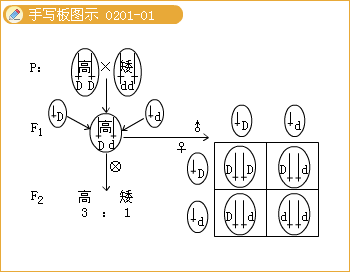 手写板图示 0201-01
P: 高 × 矮
D D d d
F1 D 高 d
D d
♂ D d
♀ ⊗
D D D D d
F2 高 矮
3 : 1
d D d d d